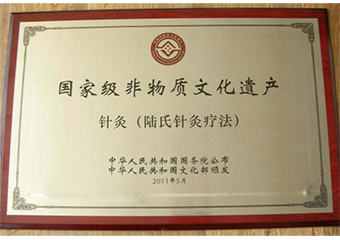 国家级非物质文化遗产
针灸（陆氏针灸疗法）
中华人民共和国国务院公布
中华人民共和国文化部颁发
2011年5月